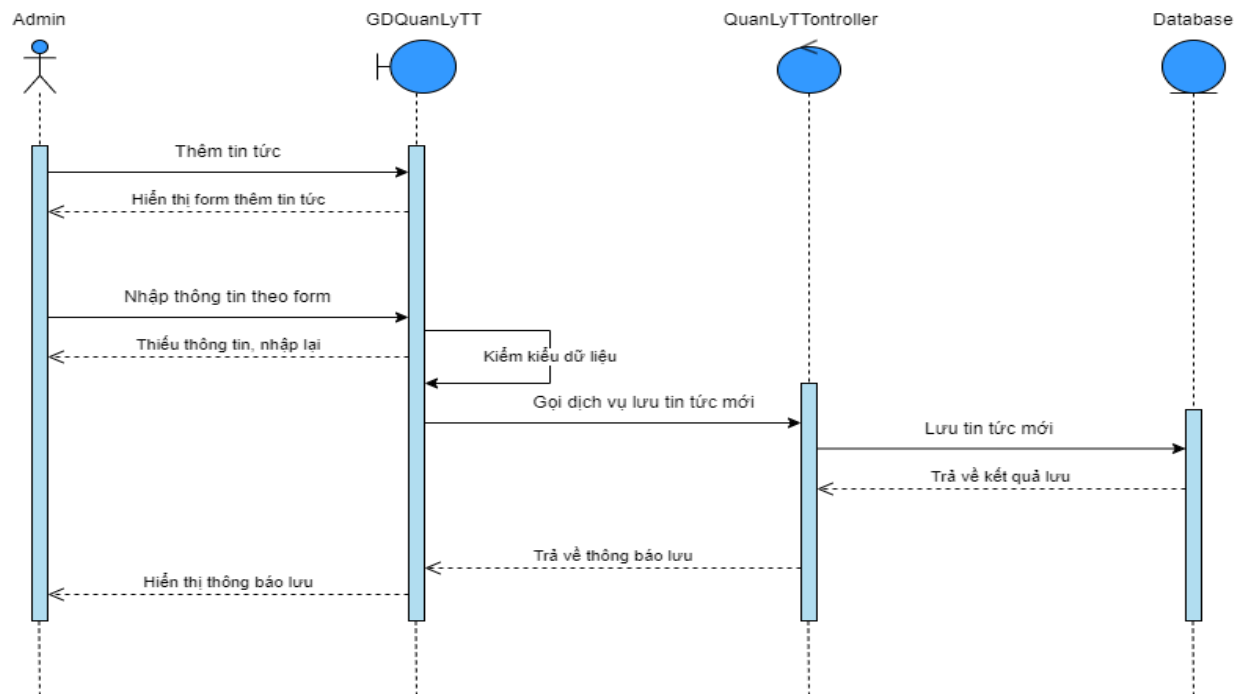 Admin
GDQuanLyTT
QuanLyTTontroller
Database
Thêm tin tức
Hiển thị form thêm tin tức
Nhập thông tin theo form
Thiếu thông tin, nhập lại
Kiểm kiểu dữ liệu
Gọi dịch vụ lưu tin tức mới
Lưu tin tức mới
Trả về kết quả lưu
Trả về thông báo lưu
Hiển thị thông báo lưu